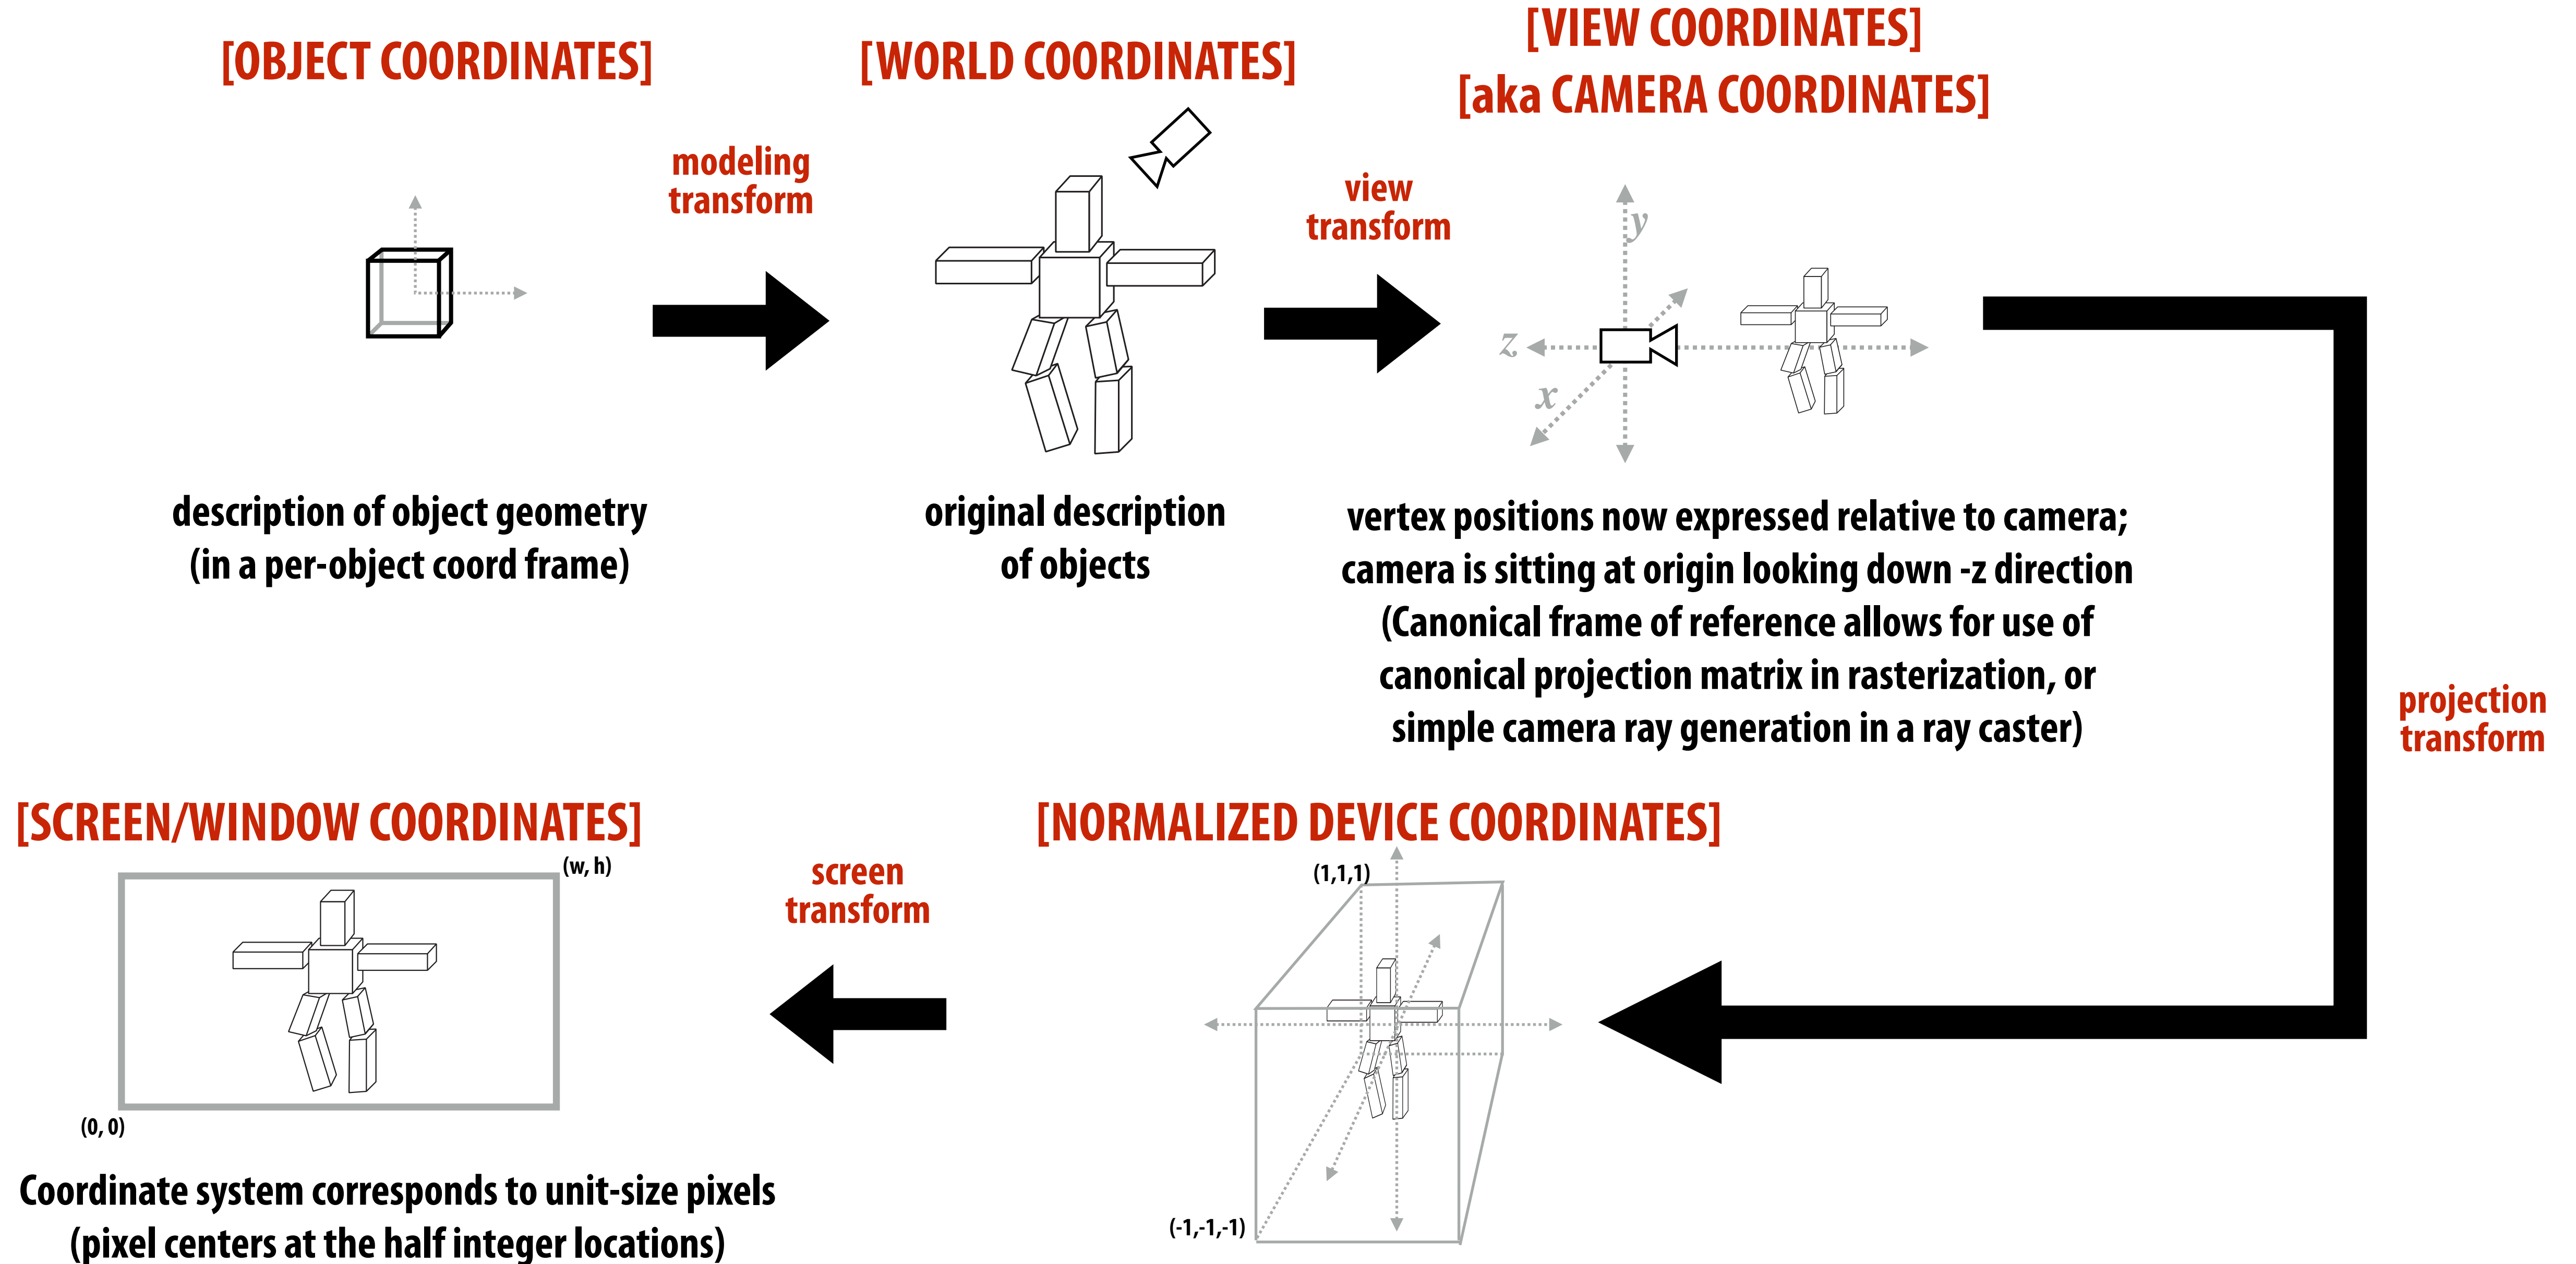 [OBJECT COORDINATES]
modeling
transform
description of object geometry
(in a per-object coord frame)
[WORLD COORDINATES]
original description
of objects
view
transform
[VIEW COORDINATES]
[aka CAMERA COORDINATES]
y
z
x
vertex positions now expressed relative to camera;
camera is sitting at origin looking down -z direction
(Canonical frame of reference allows for use of
canonical projection matrix in rasterization, or
simple camera ray generation in a ray caster)
projection
transform
[NORMALIZED DEVICE COORDINATES]
(1,1,1)
(-1,-1,-1)
screen
transform
[SCREEN/WINDOW COORDINATES]
(w, h)
(0, 0)
Coordinate system corresponds to unit-size pixels
(pixel centers at the half integer locations)